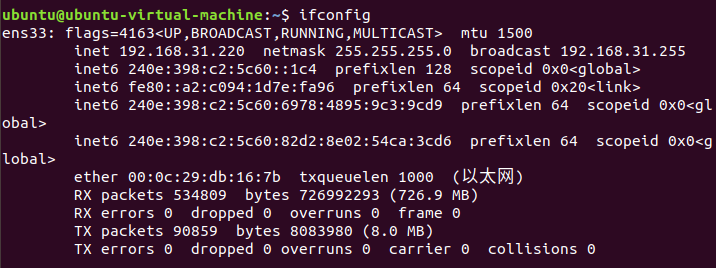 ubuntu@ubuntu-virtual-machine:~$ ifconfig
ens33: flags=4163<UP,BROADCAST,RUNNING,MULTICAST>  mtu 1500
        inet 192.168.31.220  netmask 255.255.255.0  broadcast 192.168.31.255
        inet6 240e:398:c2:5c60::1c4  prefixlen 128  scopeid 0x0<global>
        inet6 fe80::a2:c094:1d7e:fa96  prefixlen 64  scopeid 0x20<link>
        inet6 240e:398:c2:5c60:6978:4895:9c3:9cd9  prefixlen 64  scopeid 0x0<gl
obal>
        inet6 240e:398:c2:5c60:82d2:8e02:54ca:3cd6  prefixlen 64  scopeid 0x0<g
lobal>
        ether 00:0c:29:db:16:7b  txqueuelen 1000  (以太网)
        RX packets 534809  bytes 726992293 (726.9 MB)
        RX errors 0  dropped 0  overruns 0  frame 0
        TX packets 90859  bytes 8083980 (8.0 MB)
        TX errors 0  dropped 0 overruns 0  carrier 0  collisions 0